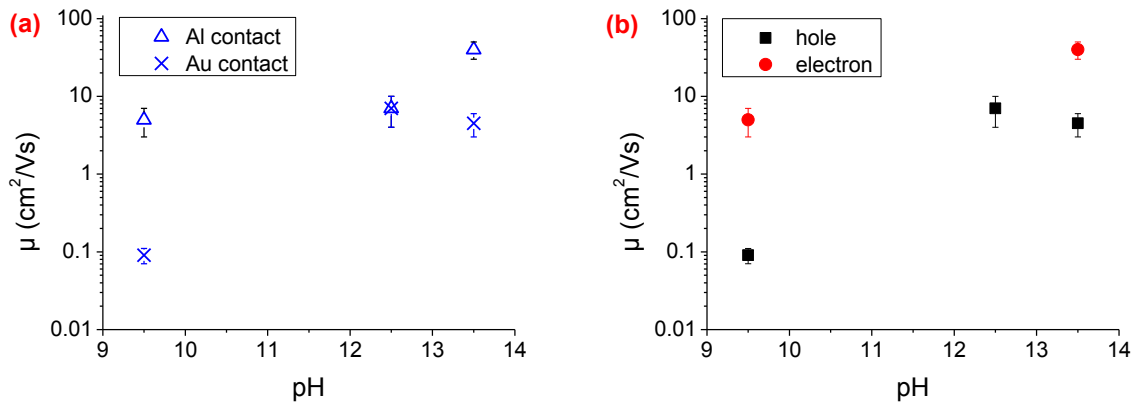 (a)
Al contact
Au contact
100
10
1
0.1
0.01
µ (cm²/Vs)
9 10 11 12 13 14
pH
(b)
hole
electron
100
10
1
0.1
0.01
µ (cm²/Vs)
9 10 11 12 13 14
pH